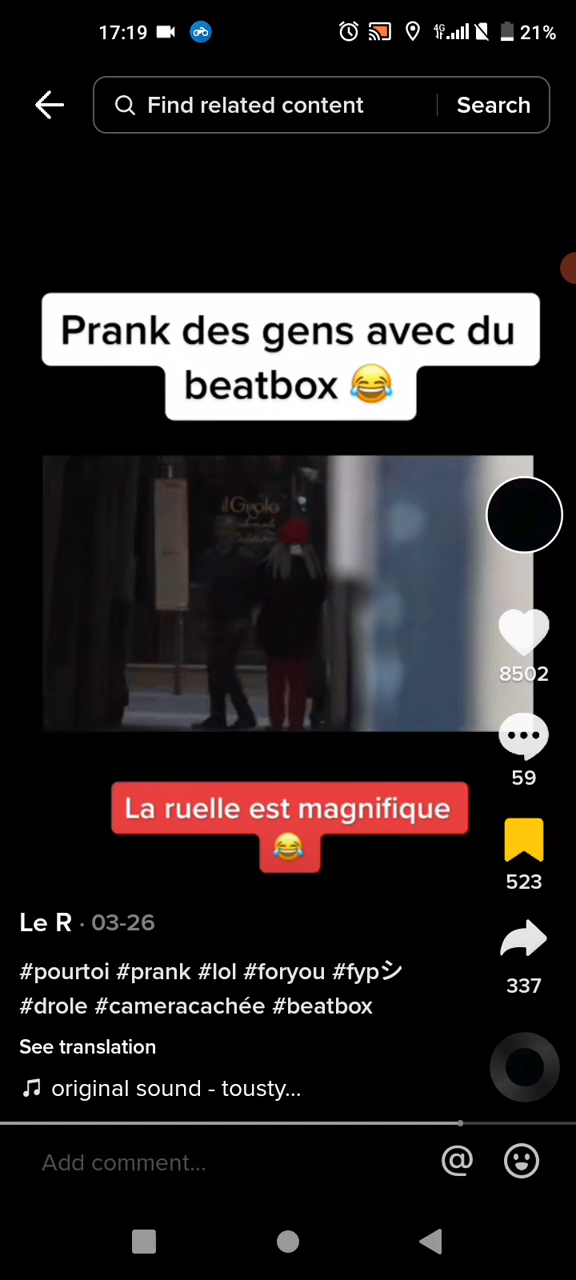 17:19
4G
21%
Find related content
Search
Prank des gens avec du
beatbox 😂
La ruelle est magnifique
😂
8502
59
523
337
Le R · 03-26
#pourtoi #prank #lol #foryou #fypシ
#drole #cameracachée #beatbox
See translation
original sound - tousty...
Add comment...